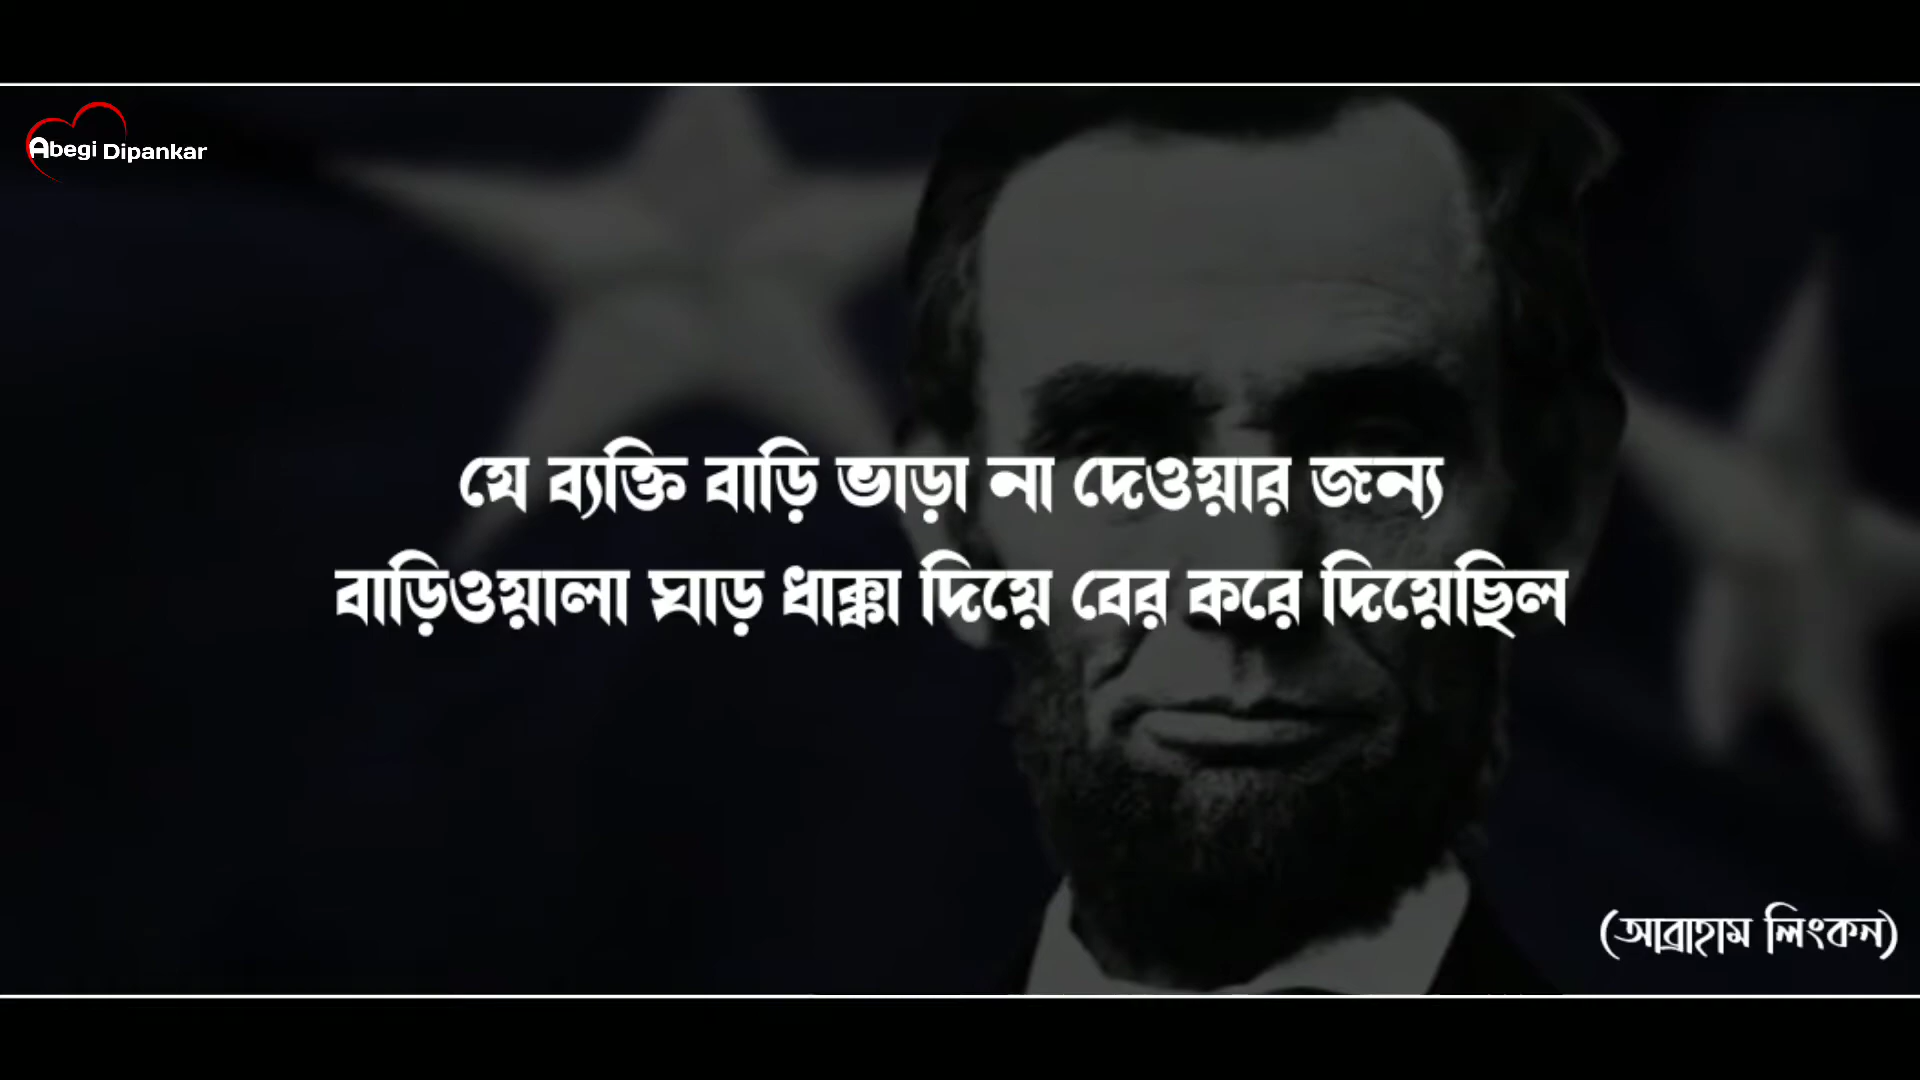 Abegi Dipankar
যে ব্যক্তি বাড়ি ভাড়া না দেওয়ার জন্য
বাড়িওয়ালা ঘাড় ধাক্কা দিয়ে বের করে দিয়েছিল
(আব্রাহাম লিংকন)